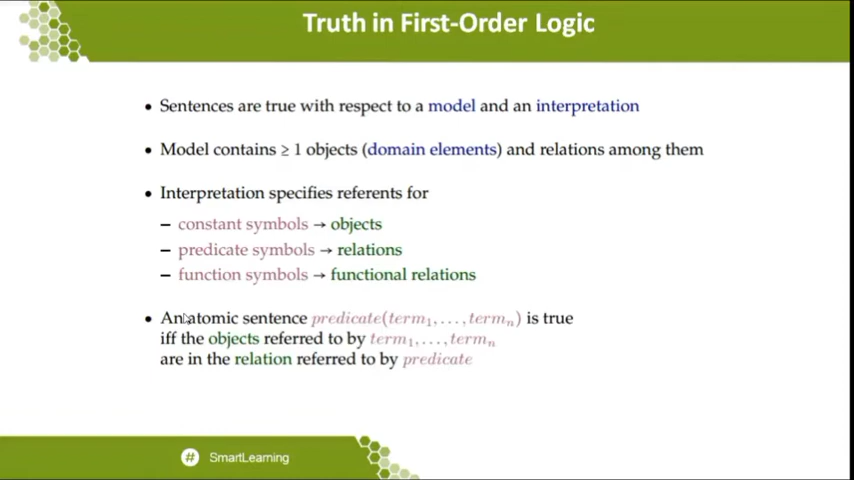 Truth in First-Order Logic
• Sentences are true with respect to a model and an interpretation
• Model contains ≥ 1 objects (domain elements) and relations among them
• Interpretation specifies referents for
– constant symbols → objects
– predicate symbols → relations
– function symbols → functional relations
• An atomic sentence predicate(term₁, . . . , termₙ) is true
iff the objects referred to by term₁, . . . , termₙ
are in the relation referred to by predicate
# SmartLearning